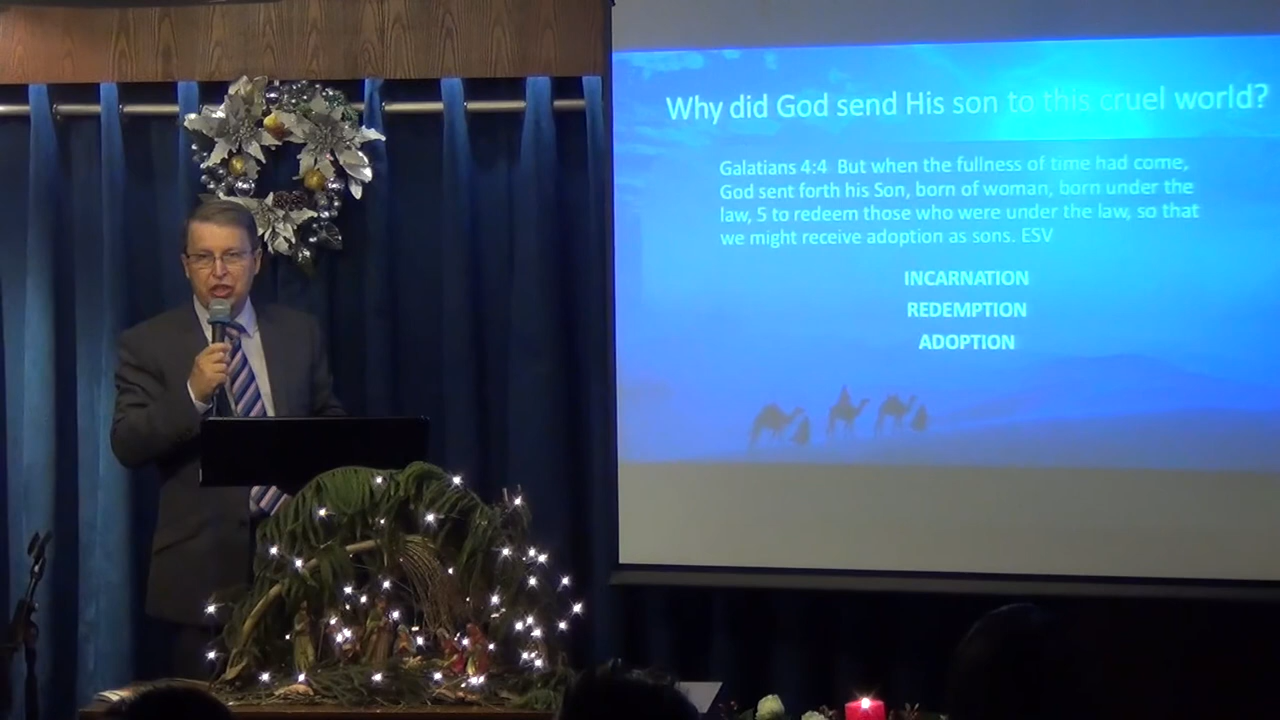 Why did God send His son to this cruel world?
Galatians 4:4  But when the fullness of time had come,
God sent forth his Son, born of woman, born under the
law, 5 to redeem those who were under the law, so that
we might receive adoption as sons. ESV
INCARNATION
REDEMPTION
ADOPTION